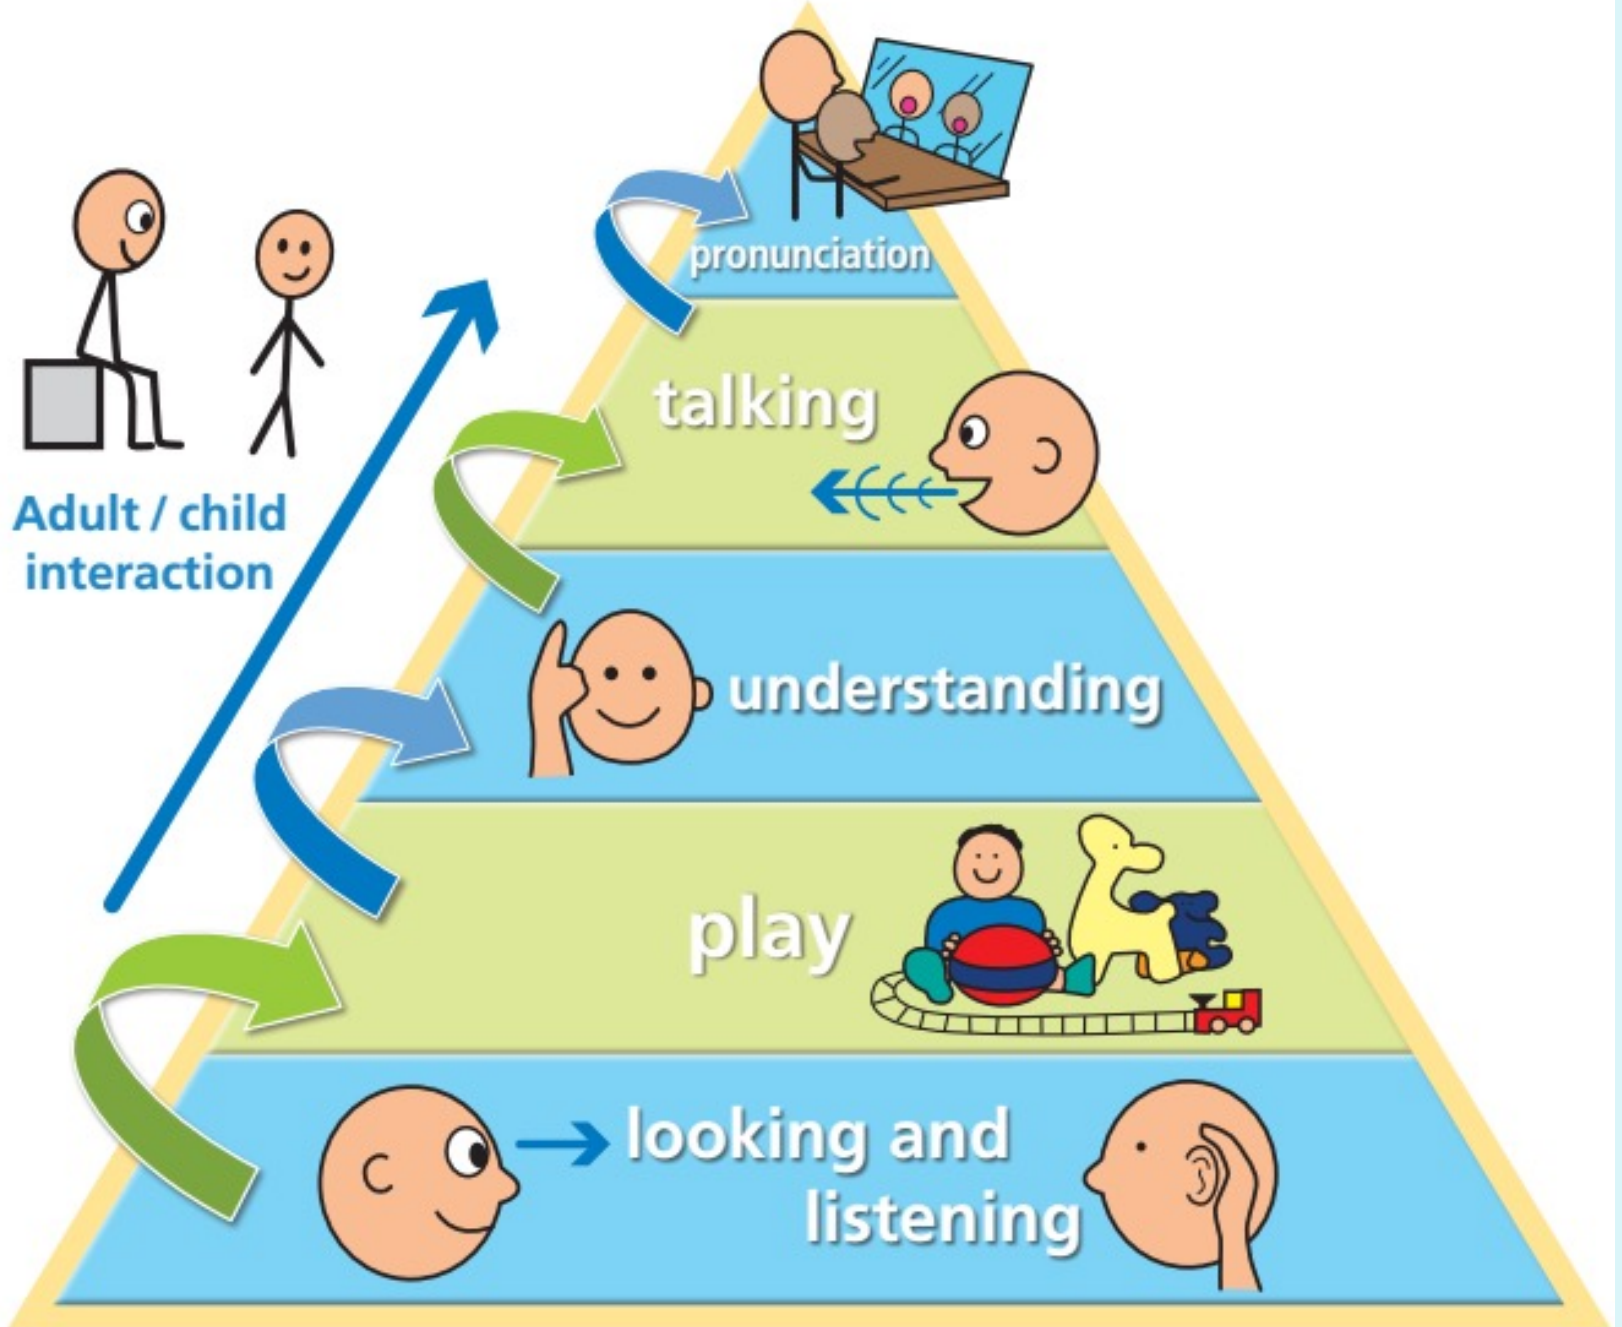 pronunciation
talking
Adult / child
interaction
understanding
play
looking and
listening